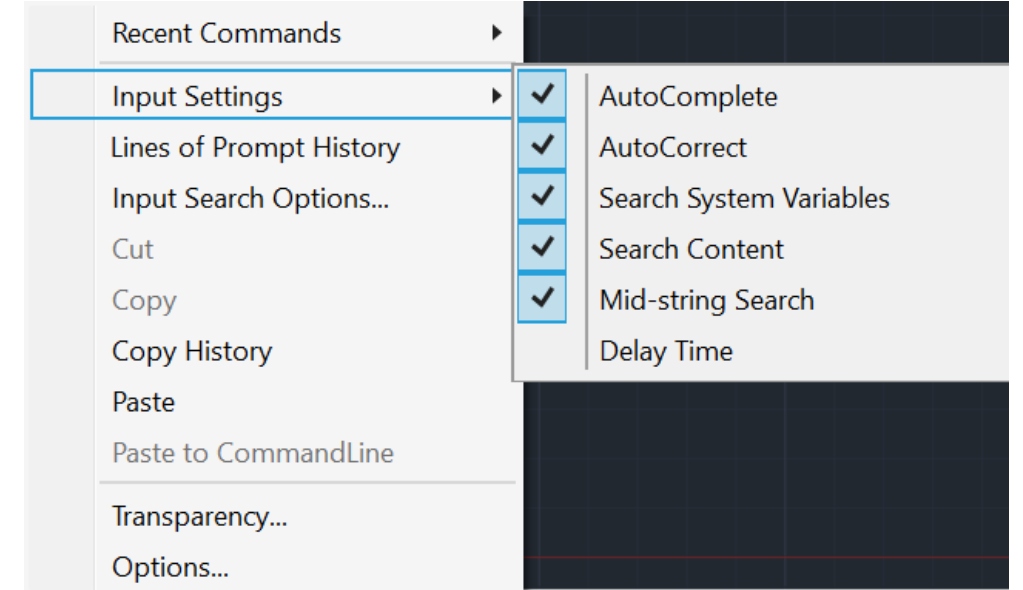 Recent Commands
Input Settings
Lines of Prompt History
Input Search Options...
Cut
Copy
Copy History
Paste
Paste to CommandLine
Transparency...
Options...
AutoComplete
AutoCorrect
Search System Variables
Search Content
Mid-string Search
Delay Time